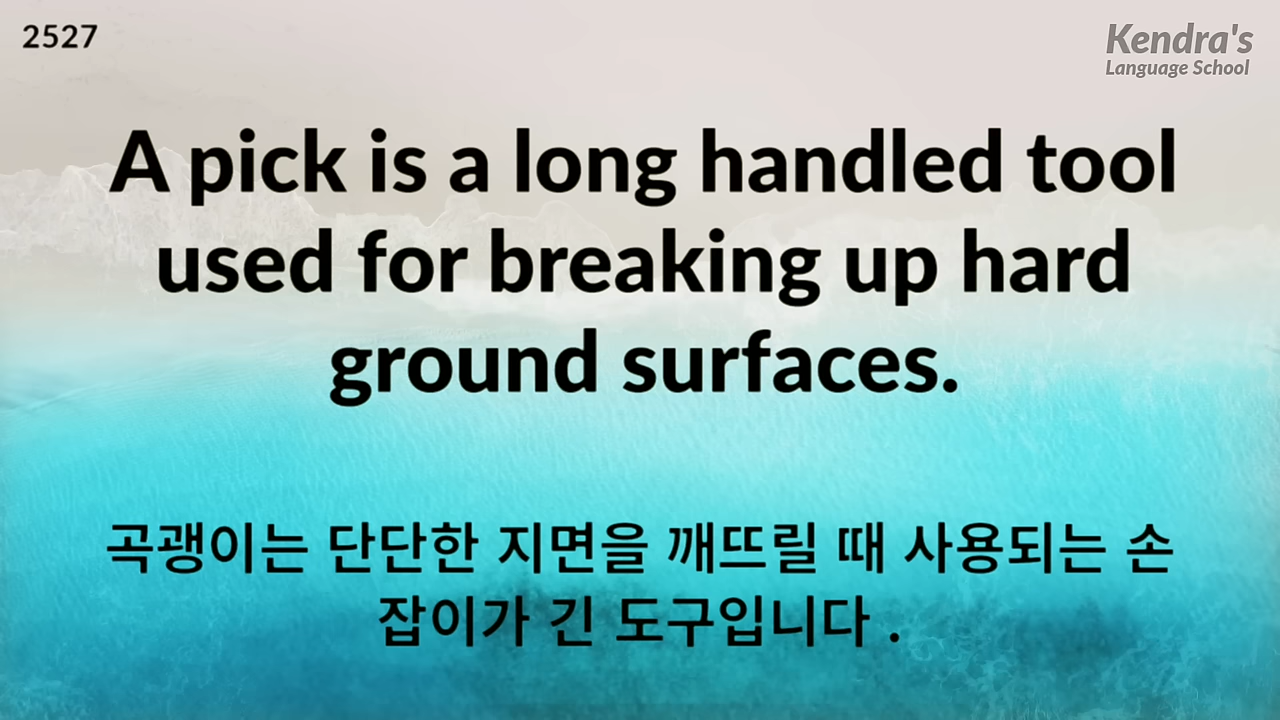 2527
Kendra's
Language School
A pick is a long handled tool
used for breaking up hard
ground surfaces.
곡괭이는 단단한 지면을 깨뜨릴 때 사용되는 손
잡이가 긴 도구입니다 .